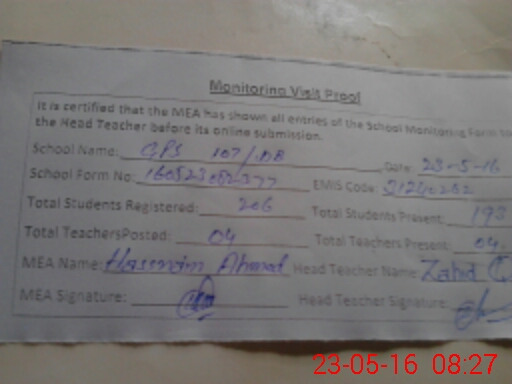 Monitoring Visit Proof
It is certified that the MEA has shown all entries of the School Monitoring Form to
the Head Teacher before its online submission.
School Name: GPS 107/DB Date: 23-5-16
School Form No: EMIS Code: 31240262
Total Students Registered: 206 Total Students Present: 193
Total TeachersPosted: 04 Total Teachers Present: 04
MEA Name: Ahmad Head Teacher Name: Zahid
MEA Signature: Head Teacher Signature:
23-05-16 08:27